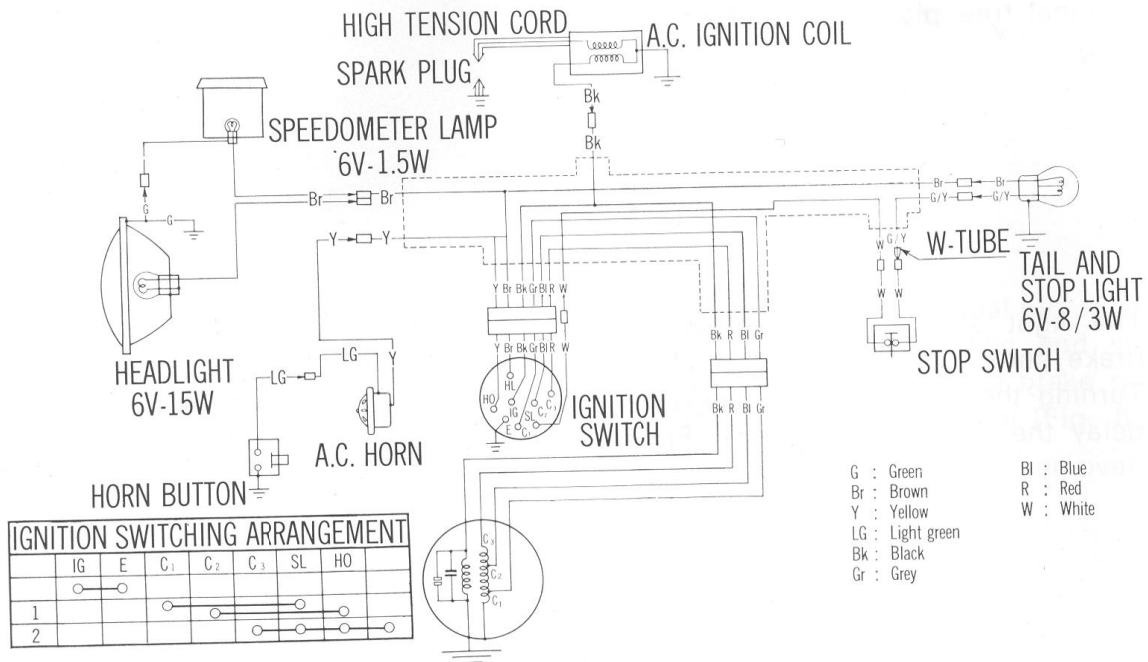 HIGH TENSION CORD
A.C. IGNITION COIL
SPARK PLUG
Bk
Bk
SPEEDOMETER LAMP
6V-1.5W
Br
Br
Br
Br
G/Y
G/Y
G
G
Y
Y
W
G/Y
W-TUBE
W
W
TAIL AND
STOP LIGHT
6V-8/3W
STOP SWITCH
Y Br Bk Gr Bl R W
Y Br Bk Gr Bl R W
Bk R Bl Gr
Bk R Bl Gr
HEADLIGHT
6V-15W
LG
LG
Y
HO
HL
IG
E
C₁
SL
C₂
C₃
IGNITION
SWITCH
A.C. HORN
HORN BUTTON
IGNITION SWITCHING ARRANGEMENT
IG E C₁ C₂ C₃ SL HO
1
2
C₃
C₂
C₁
G : Green
Br : Brown
Y : Yellow
LG : Light green
Bk : Black
Gr : Grey
Bl : Blue
R : Red
W : White